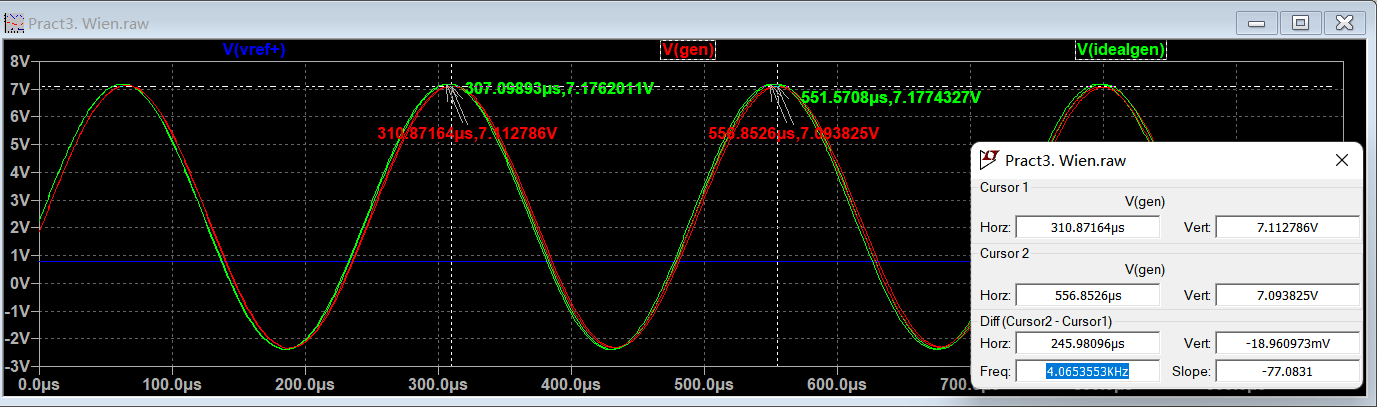 Pract3. Wien.raw
V(vref+) V(gen) V(idealgen)
8V
7V
6V
5V
4V
3V
2V
1V
0V
-1V
-2V
-3V
307.09893µs,7.1762011V
551.5708µs,7.1774327V
310.87164µs,7.112786V
556.8526µs,7.093825V
0.0µs 100.0µs 200.0µs 300.0µs 400.0µs 500.0µs 600.0µs
Pract3. Wien.raw
Cursor 1
V(gen)
Horz: 310.87164µs Vert: 7.112786V
Cursor 2
V(gen)
Horz: 556.8526µs Vert: 7.093825V
Diff (Cursor2 - Cursor1)
Horz: 245.98096µs Vert: -18.960973mV
Freq: 4.0653553KHz Slope: -77.0831